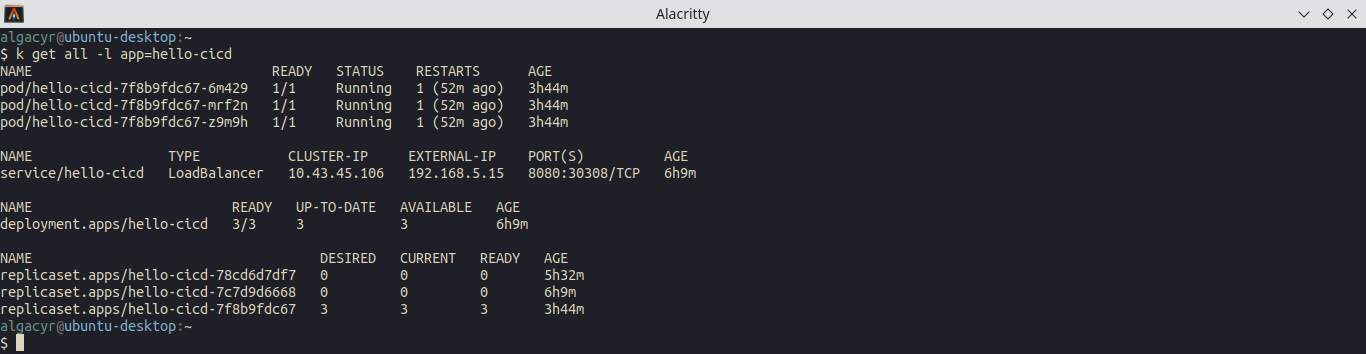 Alacritty
algacyr@ubuntu-desktop:~
$ k get all -l app=hello-cicd
NAME                              READY   STATUS    RESTARTS      AGE
pod/hello-cicd-7f8b9fdc67-6m429   1/1     Running   1 (52m ago)   3h44m
pod/hello-cicd-7f8b9fdc67-mrf2n   1/1     Running   1 (52m ago)   3h44m
pod/hello-cicd-7f8b9fdc67-z9m9h   1/1     Running   1 (52m ago)   3h44m
NAME                 TYPE           CLUSTER-IP     EXTERNAL-IP    PORT(S)          AGE
service/hello-cicd   LoadBalancer   10.43.45.106   192.168.5.15   8080:30308/TCP   6h9m
NAME                         READY   UP-TO-DATE   AVAILABLE   AGE
deployment.apps/hello-cicd   3/3     3            3           6h9m
NAME                                    DESIRED   CURRENT   READY   AGE
replicaset.apps/hello-cicd-78cd6d7df7   0         0         0       5h32m
replicaset.apps/hello-cicd-7c7d9d6668   0         0         0       6h9m
replicaset.apps/hello-cicd-7f8b9fdc67   3         3         3       3h44m
algacyr@ubuntu-desktop:~
$